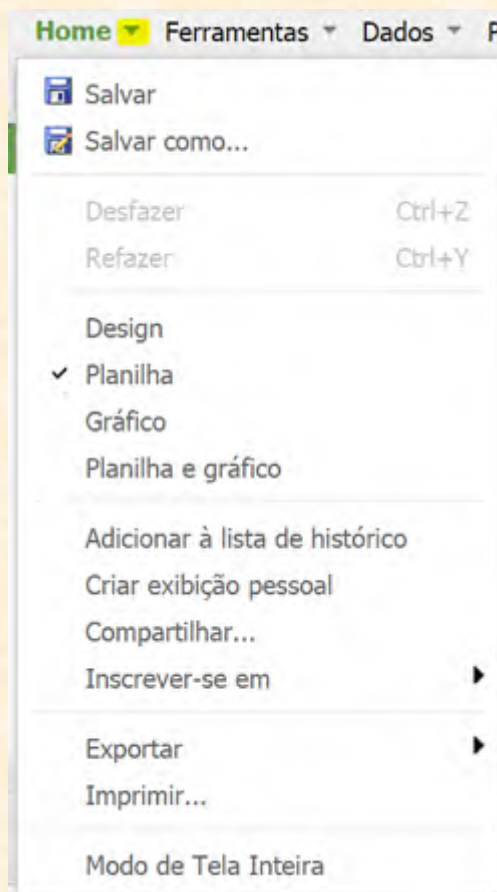 Home Ferramentas Dados
Salvar
Salvar como...
Desfazer Ctrl+Z
Refazer Ctrl+Y
Design
Planilha
Gráfico
Planilha e gráfico
Adicionar à lista de histórico
Criar exibição pessoal
Compartilhar...
Inscrever-se em
Exportar
Imprimir...
Modo de Tela Inteira